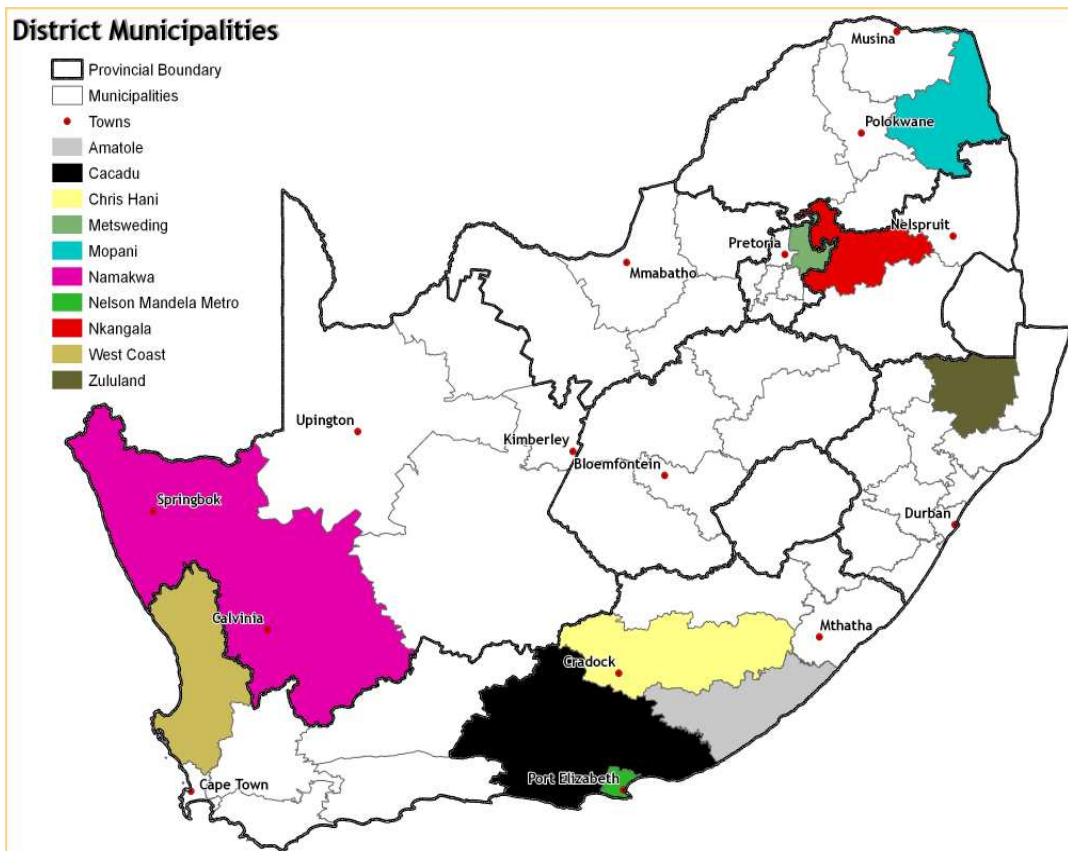 District Municipalities
Provincial Boundary
Municipalities
Towns
Amatole
Cacadu
Chris Hani
Metsweding
Mopani
Namakwa
Nelson Mandela Metro
Nkangala
West Coast
Zululand
Musina
Polokwane
Nelspruit
Pretoria
Mmabatho
Upington
Kimberley
Bloemfontein
Springbok
Durban
Calvinia
Mthatha
Cradock
Port Elizabeth
Cape Town